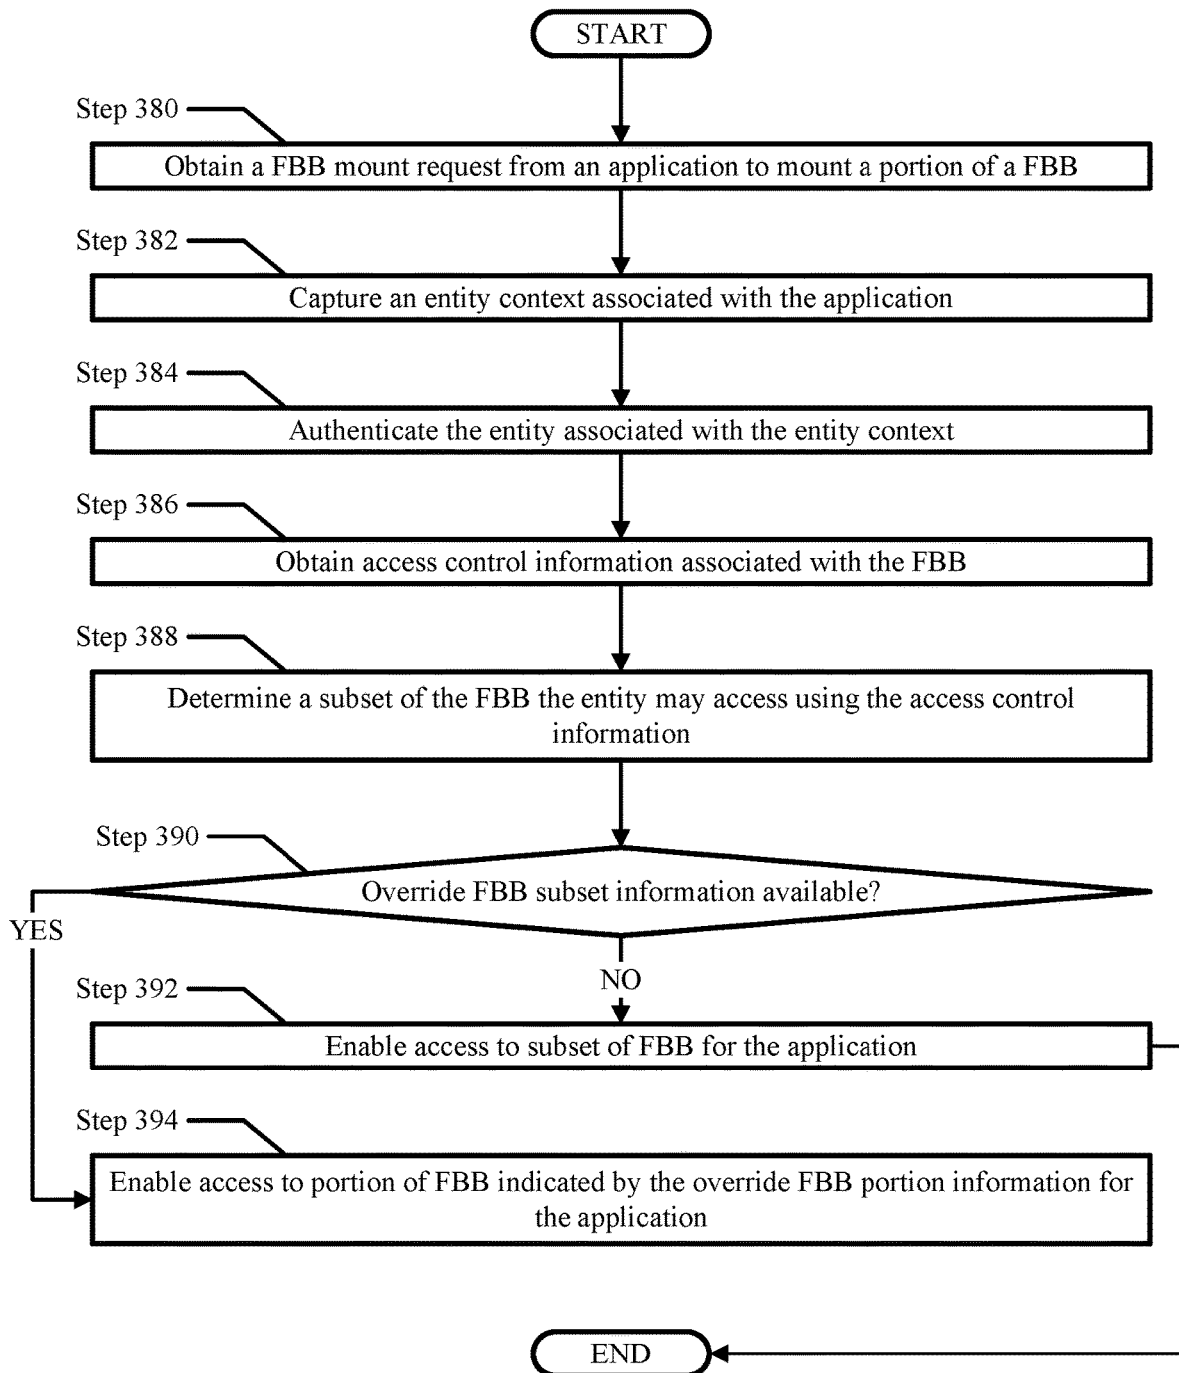 START
Step 380
Obtain a FBB mount request from an application to mount a portion of a FBB
Step 382
Capture an entity context associated with the application
Step 384
Authenticate the entity associated with the entity context
Step 386
Obtain access control information associated with the FBB
Step 388
Determine a subset of the FBB the entity may access using the access control
information
Step 390
Override FBB subset information available?
YES
NO
Step 392
Enable access to subset of FBB for the application
Step 394
Enable access to portion of FBB indicated by the override FBB portion information for
the application
END